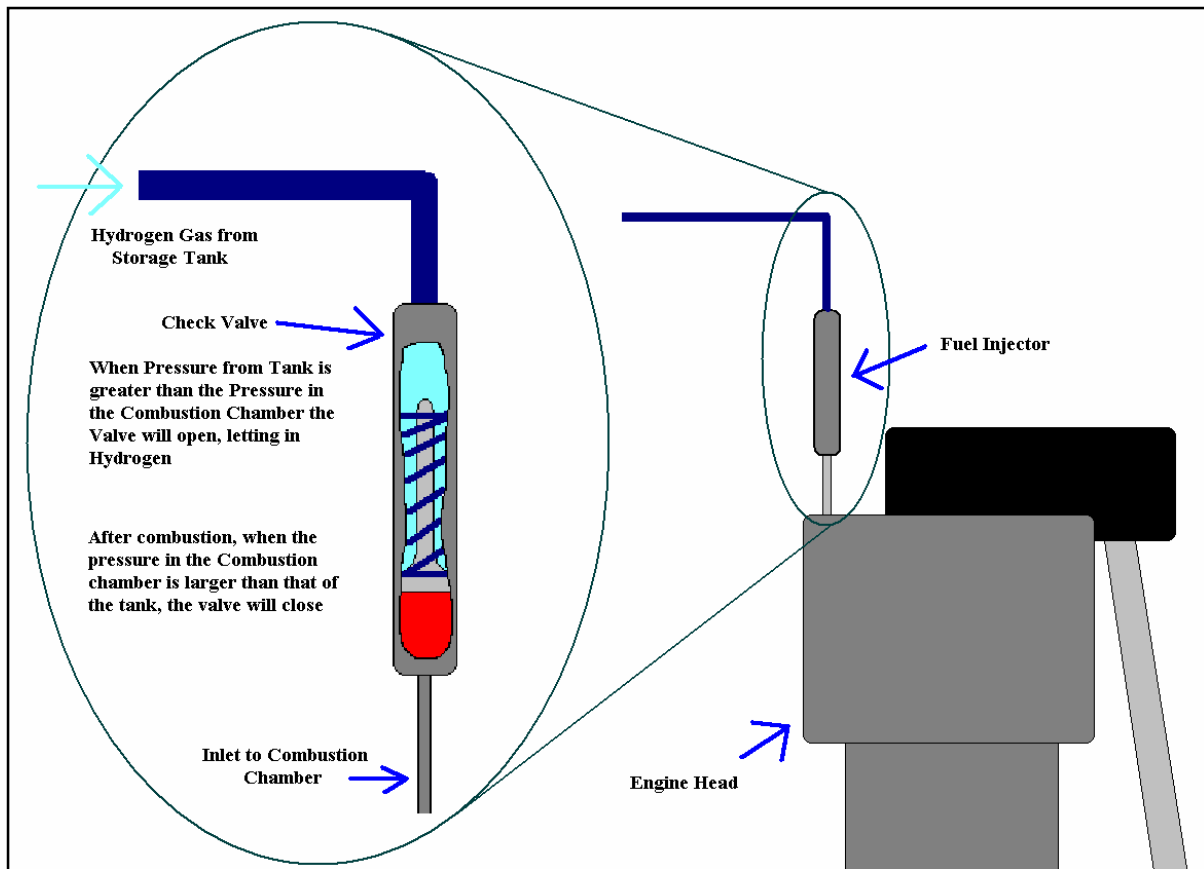 Hydrogen Gas from
Storage Tank
Check Valve
When Pressure from Tank is
greater than the Pressure in
the Combustion Chamber the
Valve will open, letting in
Hydrogen
After combustion, when the
pressure in the Combustion
chamber is larger than that of
the tank, the valve will close
Inlet to Combustion
Chamber
Fuel Injector
Engine Head